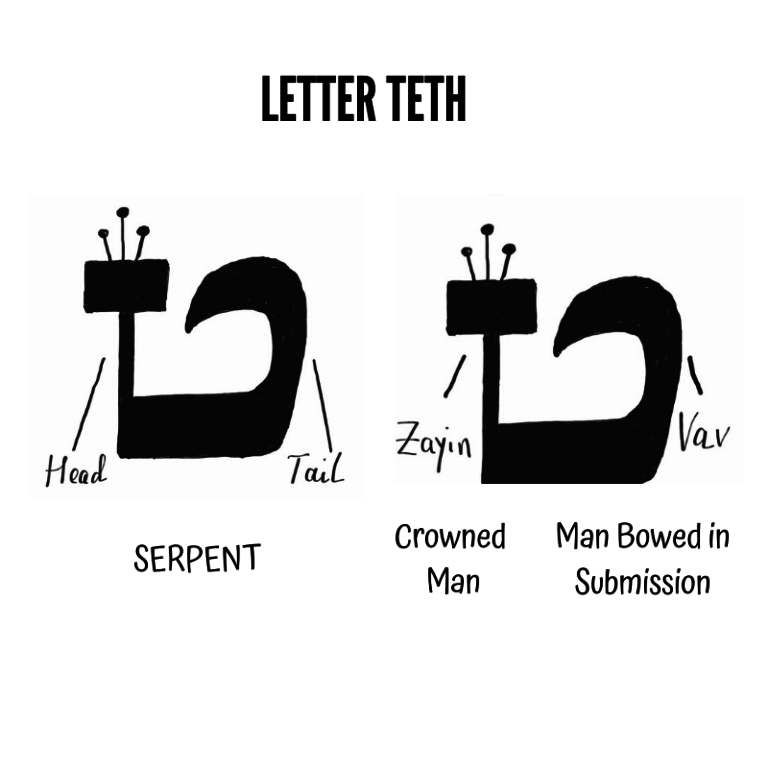 LETTER TETH
ט
ט
Head
Tail
Zayin
Vav
SERPENT
Crowned
Man
Man Bowed in
Submission